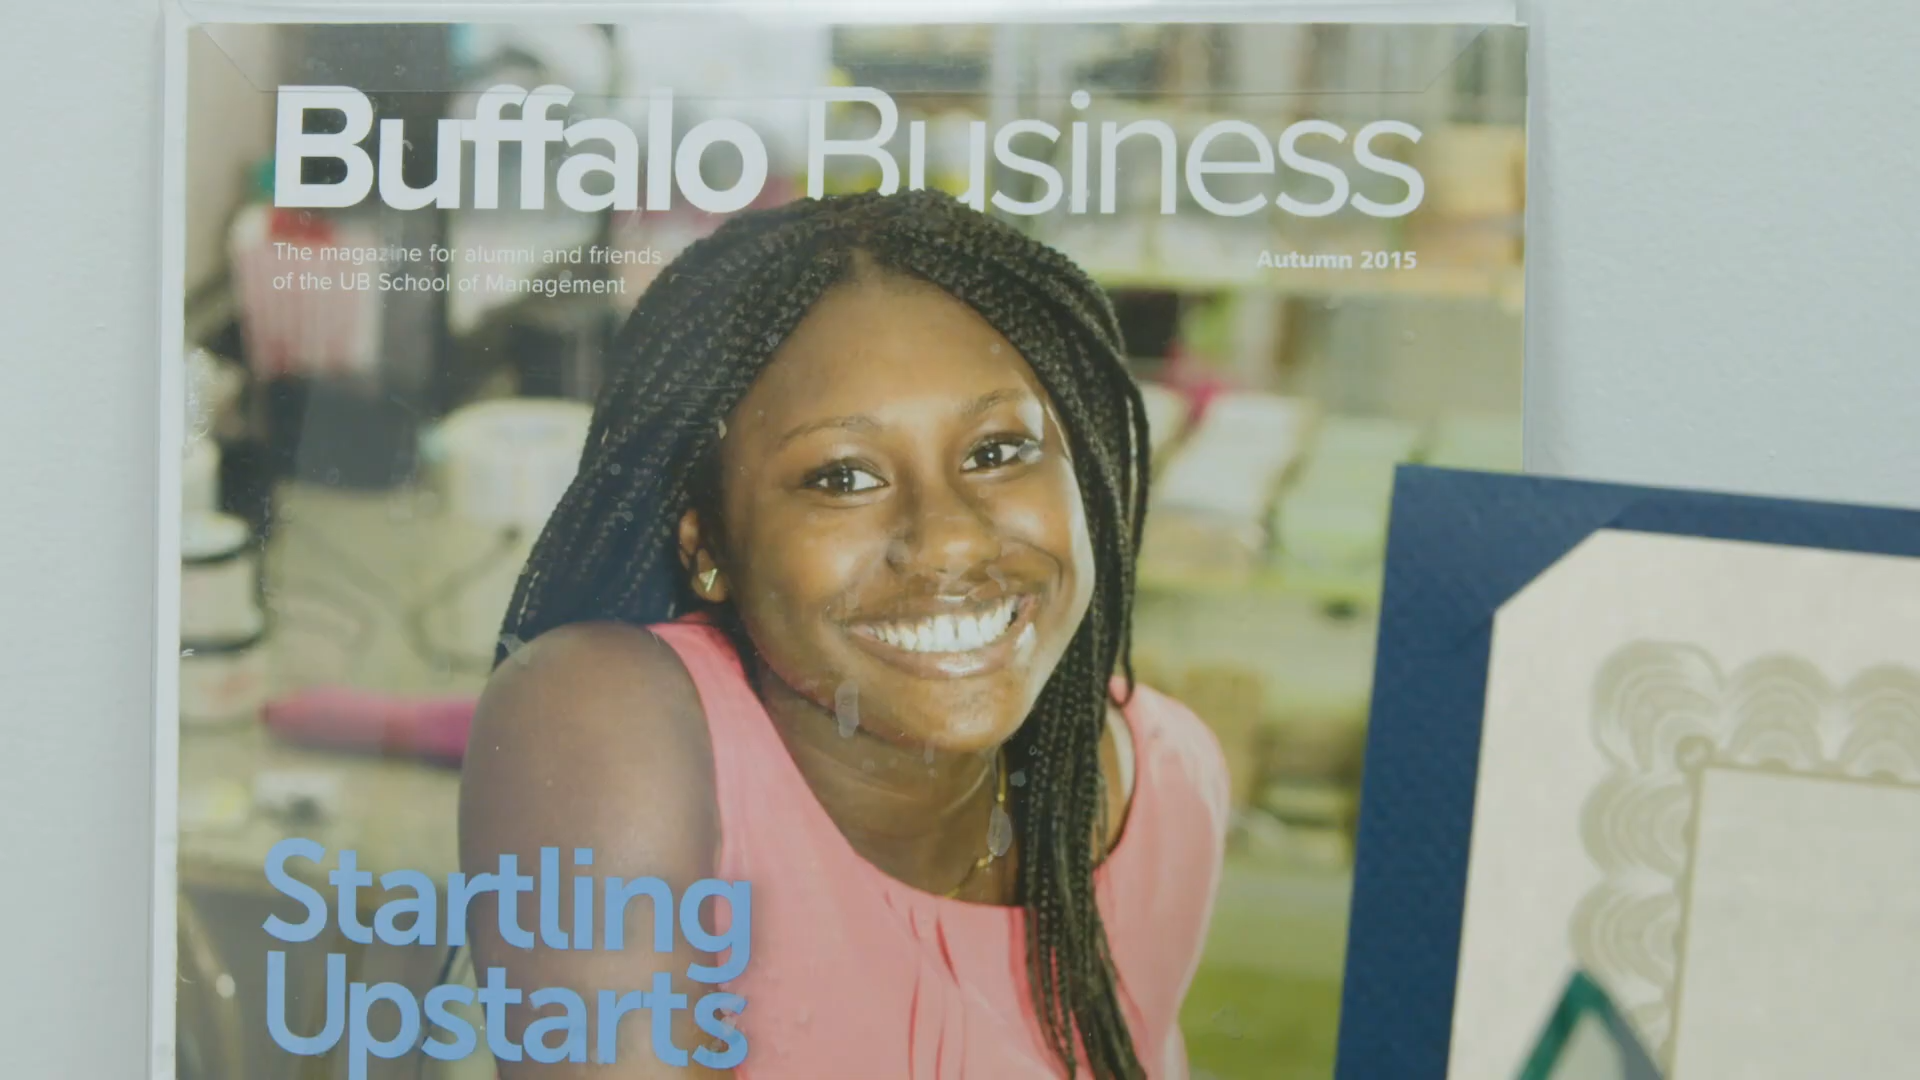 Buffalo Business
The magazine for alumni and friends
of the UB School of Management
Autumn 2015
Startling
Upstarts